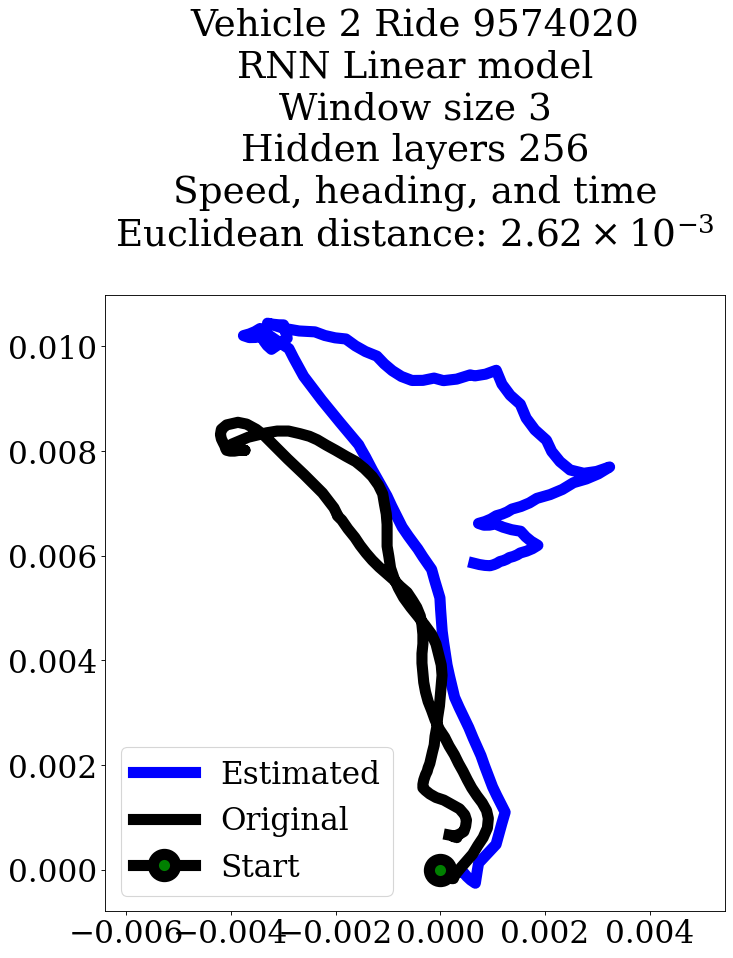 Vehicle 2 Ride 9574020
RNN Linear model
Window size 3
Hidden layers 256
Speed, heading, and time
Euclidean distance: 2.62 × 10⁻³
0.010
0.008
0.006
0.004
0.002
0.000
Estimated
Original
Start
−0.006 −0.004 −0.002 0.000 0.002 0.004